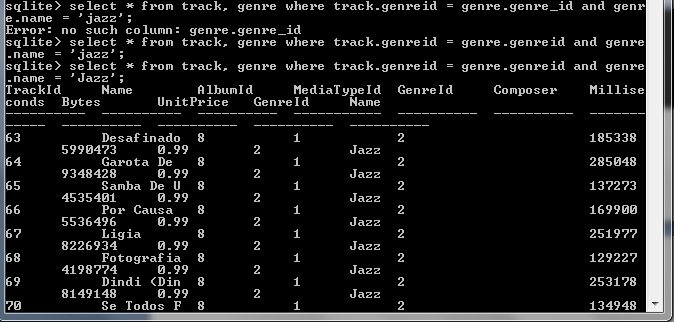 sqlite> select * from track, genre where track.genreid = genre.genre_id and genr
e.name = 'jazz';
Error: no such column: genre.genre_id
sqlite> select * from track, genre where track.genreid = genre.genreid and genre
.name = 'jazz';
sqlite> select * from track, genre where track.genreid = genre.genreid and genre
.name = 'Jazz';
TrackId     Name        AlbumId     MediaTypeId  GenreId     Composer    Millise
conds  Bytes       UnitPrice   GenreId     Name
----------  ----------  ----------  -----------  ----------  ----------  -------
-----  ----------  ----------  ----------  ----------
63          Desafinado  8           1            2                       185338
       5990473     0.99        2           Jazz
64          Garota De   8           1            2                       285048
       9348428     0.99        2           Jazz
65          Samba De U  8           1            2                       137273
       4535401     0.99        2           Jazz
66          Por Causa   8           1            2                       169900
       5536496     0.99        2           Jazz
67          Ligia       8           1            2                       251977
       8226934     0.99        2           Jazz
68          Fotografia  8           1            2                       129227
       4198774     0.99        2           Jazz
69          Dindi (Din  8           1            2                       253178
       8149148     0.99        2           Jazz
70          Se Todos F  8           1            2                       134948